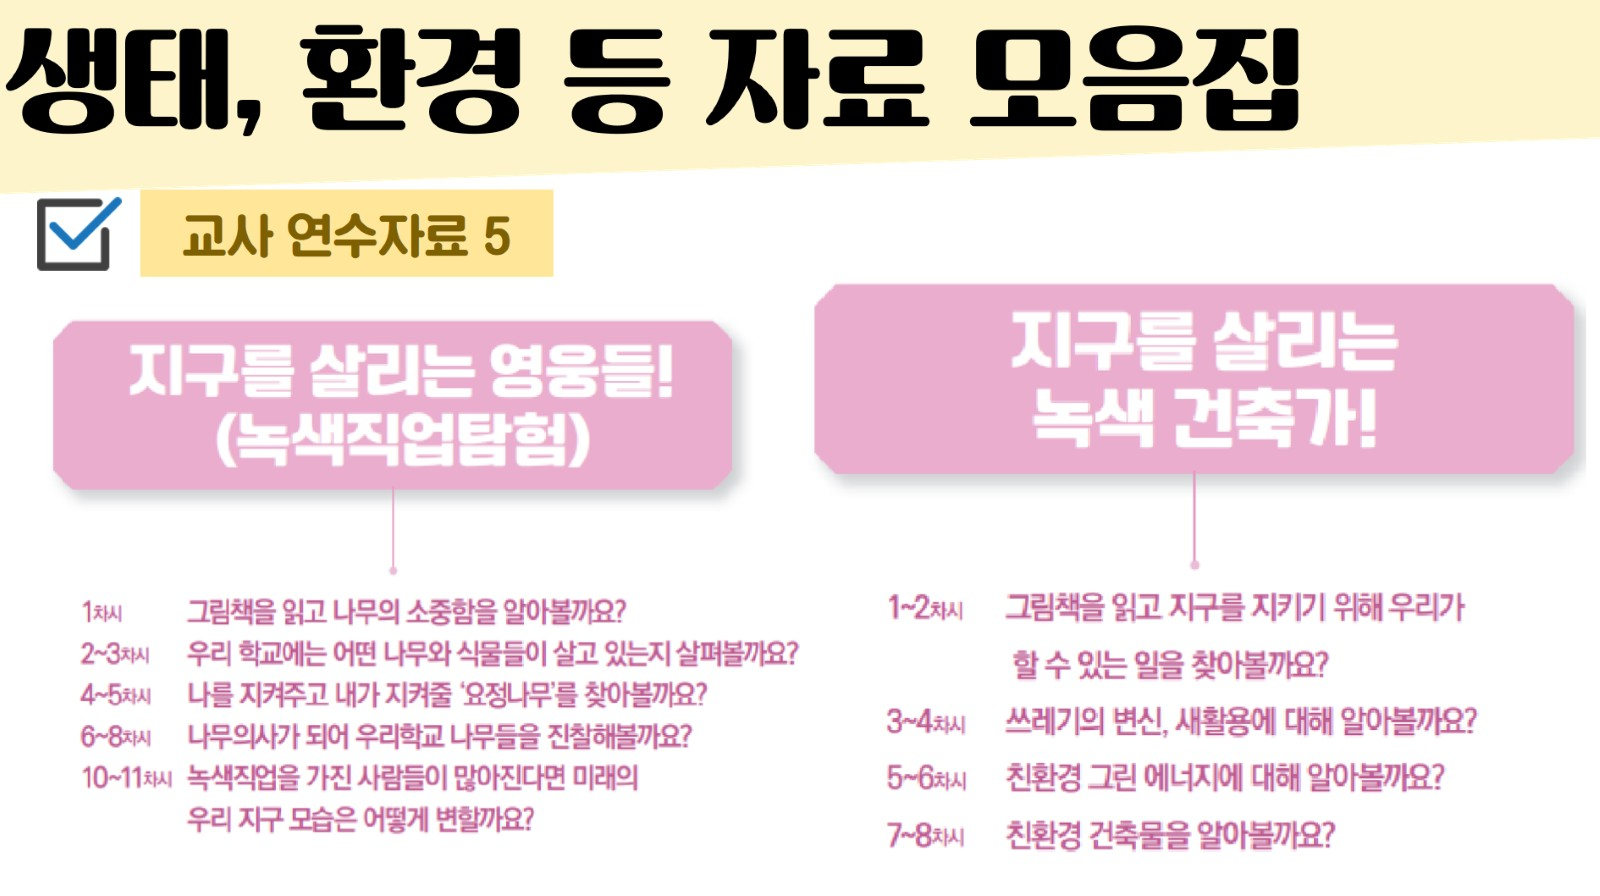 생태, 환경 등 자료 모음집
교사 연수자료 5
지구를 살리는 영웅들!
(녹색직업탐험)
1차시 그림책을 읽고 나무의 소중함을 알아볼까요?
2~3차시 우리 학교에는 어떤 나무와 식물들이 살고 있는지 살펴볼까요?
4~5차시 나를 지켜주고 내가 지켜줄 ‘요정나무’를 찾아볼까요?
6~8차시 나무의사가 되어 우리학교 나무들을 진찰해볼까요?
10~11차시 녹색직업을 가진 사람들이 많아진다면 미래의
우리 지구 모습은 어떻게 변할까요?
지구를 살리는
녹색 건축가!
1~2차시 그림책을 읽고 지구를 지키기 위해 우리가
할 수 있는 일을 찾아볼까요?
3~4차시 쓰레기의 변신, 새활용에 대해 알아볼까요?
5~6차시 친환경 그린 에너지에 대해 알아볼까요?
7~8차시 친환경 건축물을 알아볼까요?